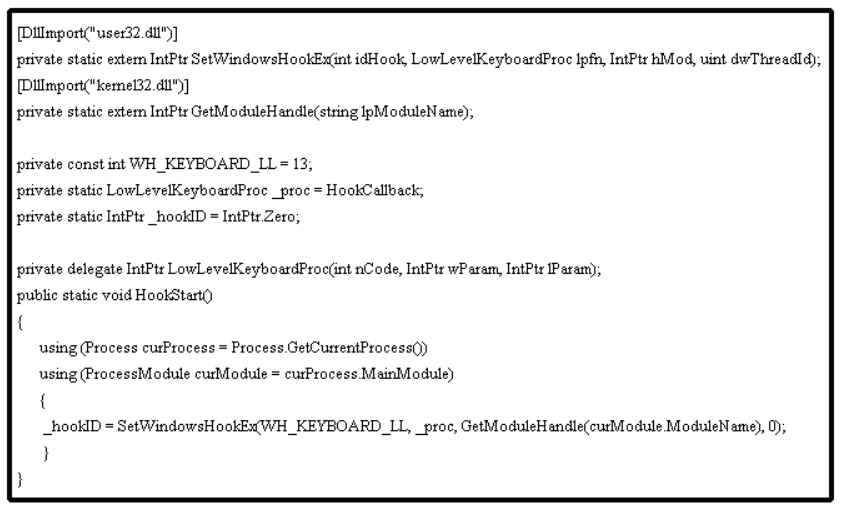 [DllImport("user32.dll")]
private static extern IntPtr SetWindowsHookEx(int idHook, LowLevelKeyboardProc lpfn, IntPtr hMod, uint dwThreadId);
[DllImport("kernel32.dll")]
private static extern IntPtr GetModuleHandle(string lpModuleName);
private const int WH_KEYBOARD_LL = 13;
private static LowLevelKeyboardProc _proc = HookCallback;
private static IntPtr _hookID = IntPtr.Zero;
private delegate IntPtr LowLevelKeyboardProc(int nCode, IntPtr wParam, IntPtr lParam);
public static void HookStart()
{
using (Process curProcess = Process.GetCurrentProcess())
using (ProcessModule curModule = curProcess.MainModule)
{
_hookID = SetWindowsHookEx(WH_KEYBOARD_LL, _proc, GetModuleHandle(curModule.ModuleName), 0);
}
}